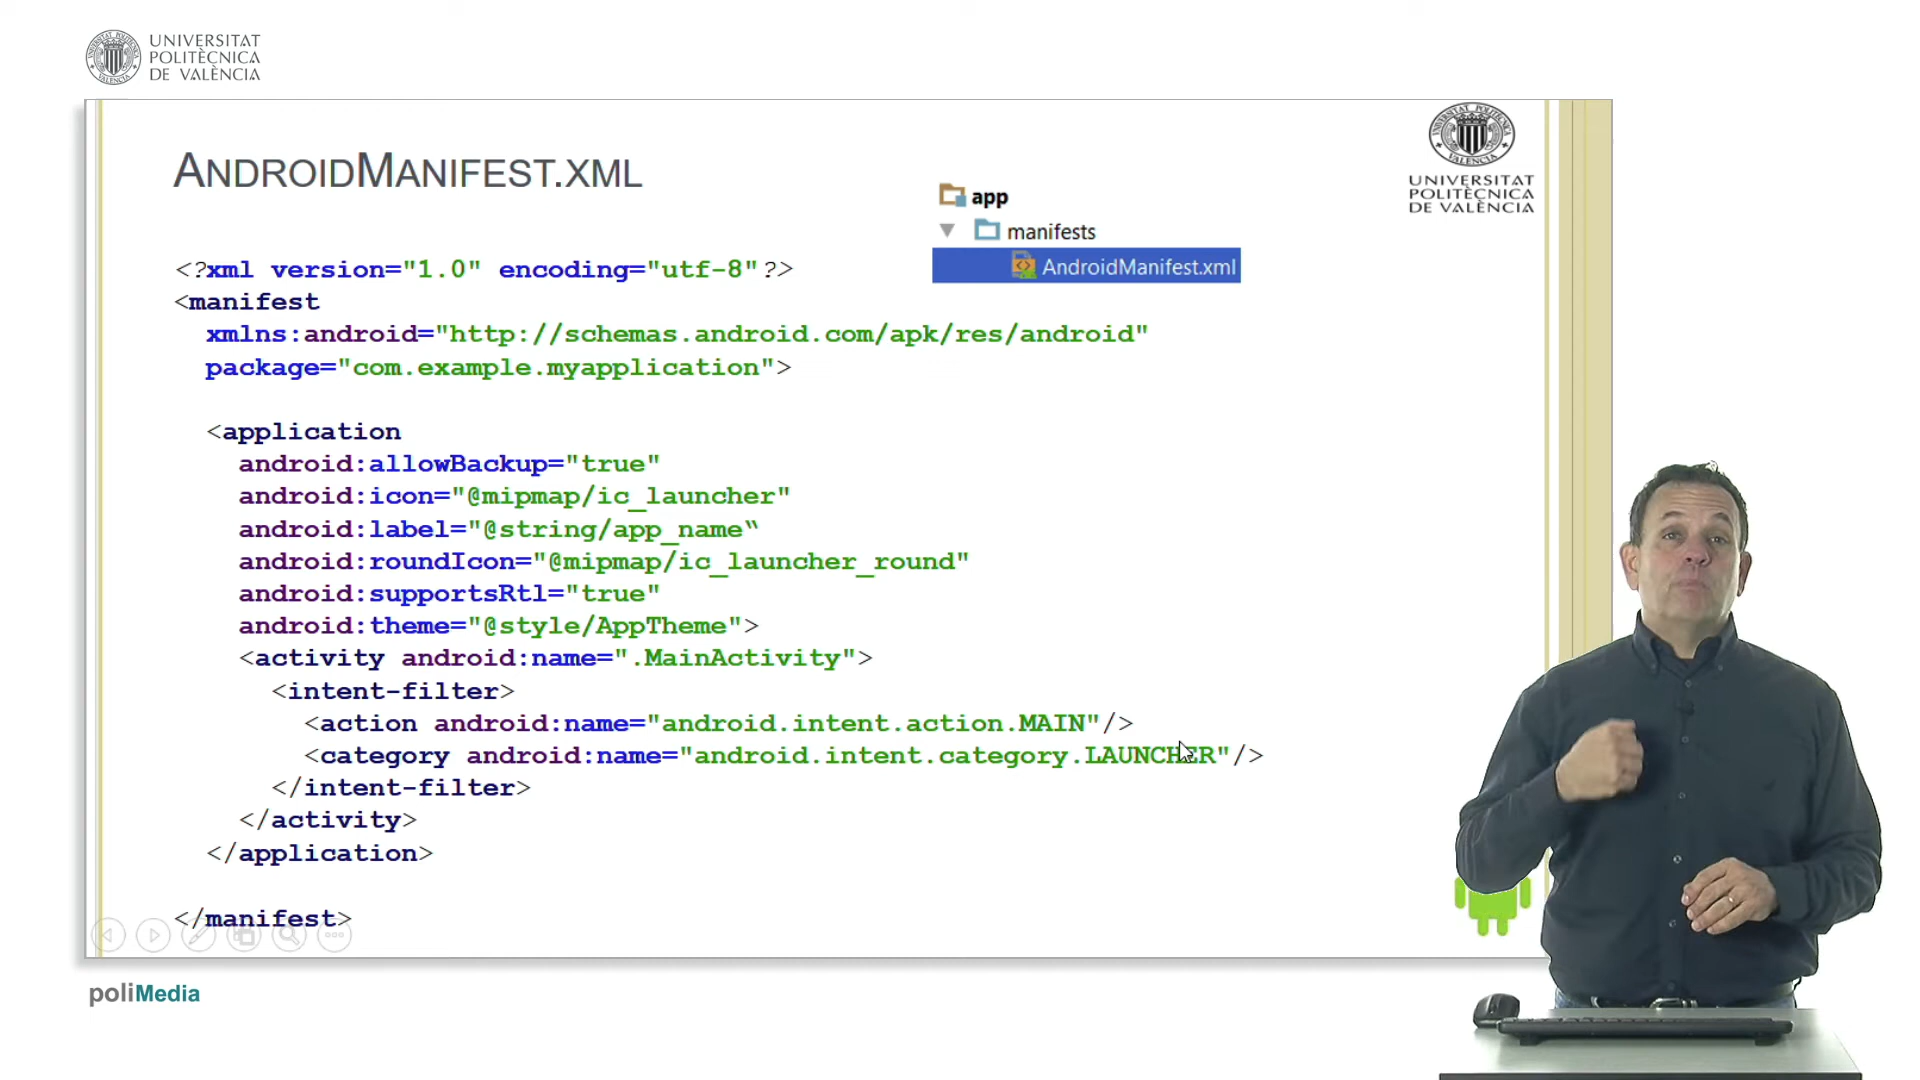 UNIVERSITAT
POLITÈCNICA
DE VALÈNCIA
ANDROIDMANIFEST.XML
UNIVERSITAT
POLITÈCNICA
DE VALÈNCIA
app
manifests
AndroidManifest.xml
<?xml version="1.0" encoding="utf-8"?>
<manifest
xmlns:android="http://schemas.android.com/apk/res/android"
package="com.example.myapplication">
<application
android:allowBackup="true"
android:icon="@mipmap/ic_launcher"
android:label="@string/app_name“
android:roundIcon="@mipmap/ic_launcher_round"
android:supportsRtl="true"
android:theme="@style/AppTheme">
<activity android:name=".MainActivity">
<intent-filter>
<action android:name="android.intent.action.MAIN"/>
<category android:name="android.intent.category.LAUNCHER"/>
</intent-filter>
</activity>
</application>
</manifest>
poliMedia